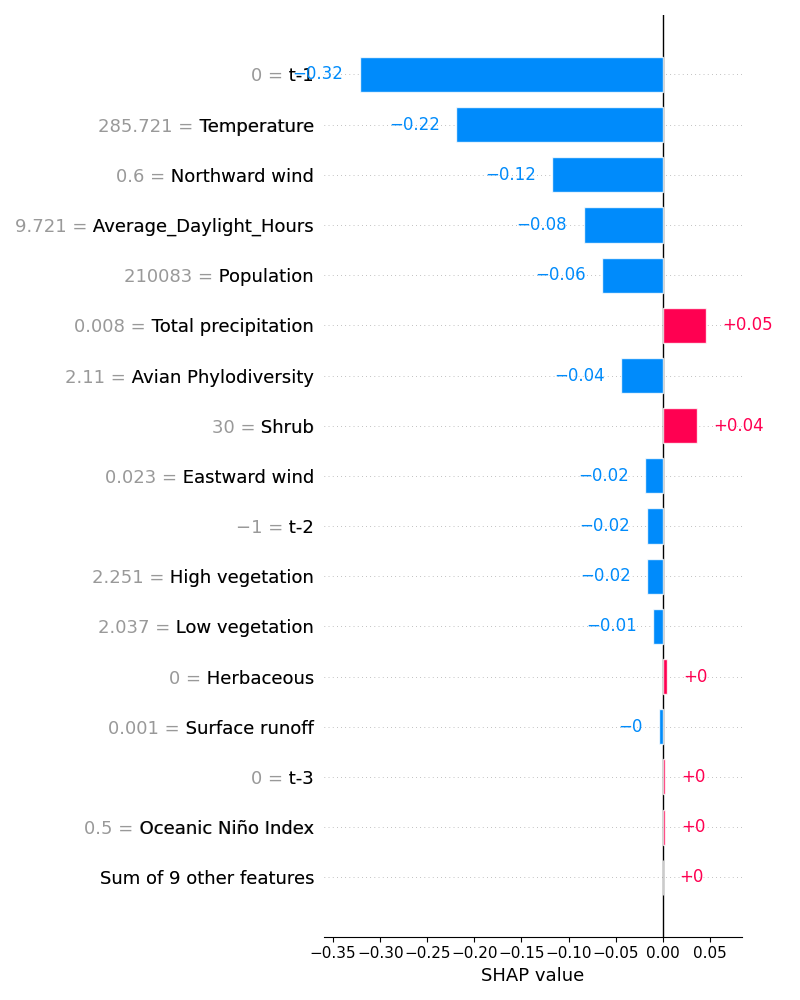 0 = t-1 −0.32
285.721 = Temperature −0.22
0.6 = Northward wind −0.12
9.721 = Average_Daylight_Hours −0.08
210083 = Population −0.06
0.008 = Total precipitation +0.05
2.11 = Avian Phylodiversity −0.04
30 = Shrub +0.04
0.023 = Eastward wind −0.02
−1 = t-2 −0.02
2.251 = High vegetation −0.02
2.037 = Low vegetation −0.01
0 = Herbaceous +0
0.001 = Surface runoff −0
0 = t-3 +0
0.5 = Oceanic Niño Index +0
Sum of 9 other features +0
−0.35 −0.30 −0.25 −0.20 −0.15 −0.10 −0.05 0.00 0.05
SHAP value